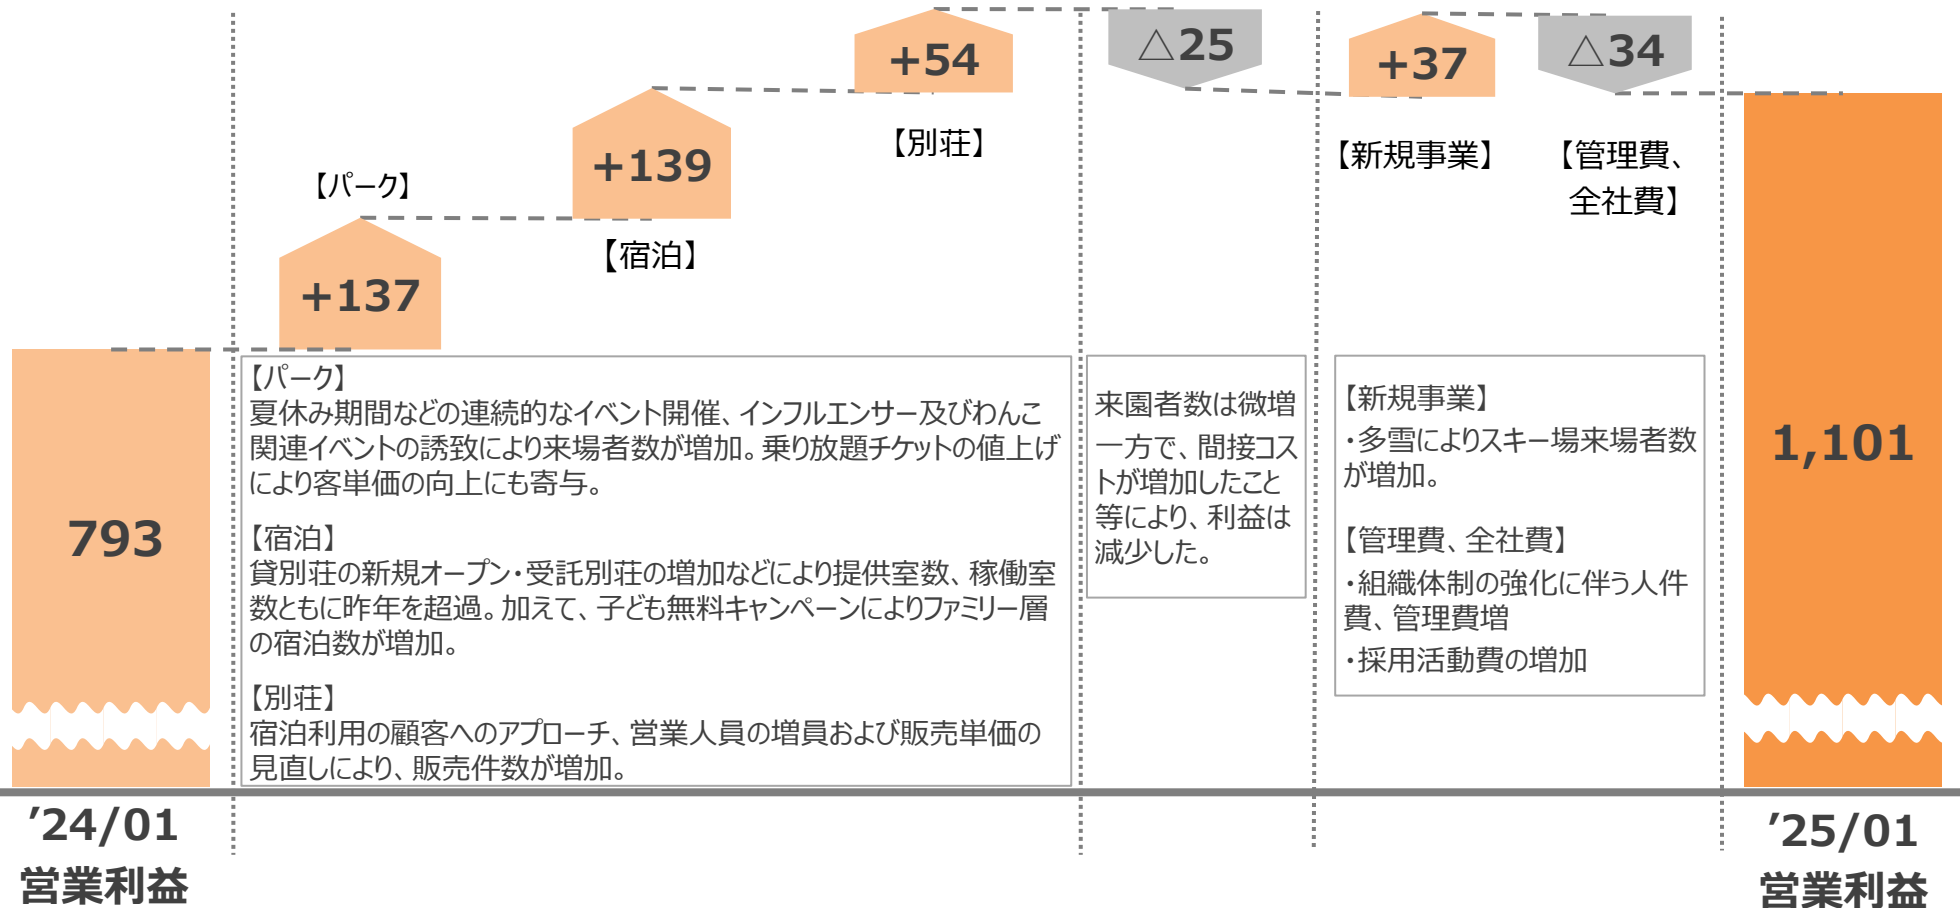 +54
△25
+37
△34
+139
【別荘】
【新規事業】
【管理費、
全社費】
【パーク】
【宿泊】
+137
793
【パーク】
夏休み期間などの連続的なイベント開催、インフルエンサー及びわんこ
関連イベントの誘致により来場者数が増加。乗り放題チケットの値上げ
により客単価の向上にも寄与。
【宿泊】
貸別荘の新規オープン・受託別荘の増加などにより提供室数、稼働室
数ともに昨年を超過。加えて、子ども無料キャンペーンによりファミリー層
の宿泊数が増加。
【別荘】
宿泊利用の顧客へのアプローチ、営業人員の増員および販売単価の
見直しにより、販売件数が増加。
来園者数は微増
一方で、間接コス
トが増加したこと
等により、利益は
減少した。
【新規事業】
・多雪によりスキー場来場者数
が増加。
【管理費、全社費】
・組織体制の強化に伴う人件
費、管理費増
・採用活動費の増加
1,101
’24/01
営業利益
’25/01
営業利益